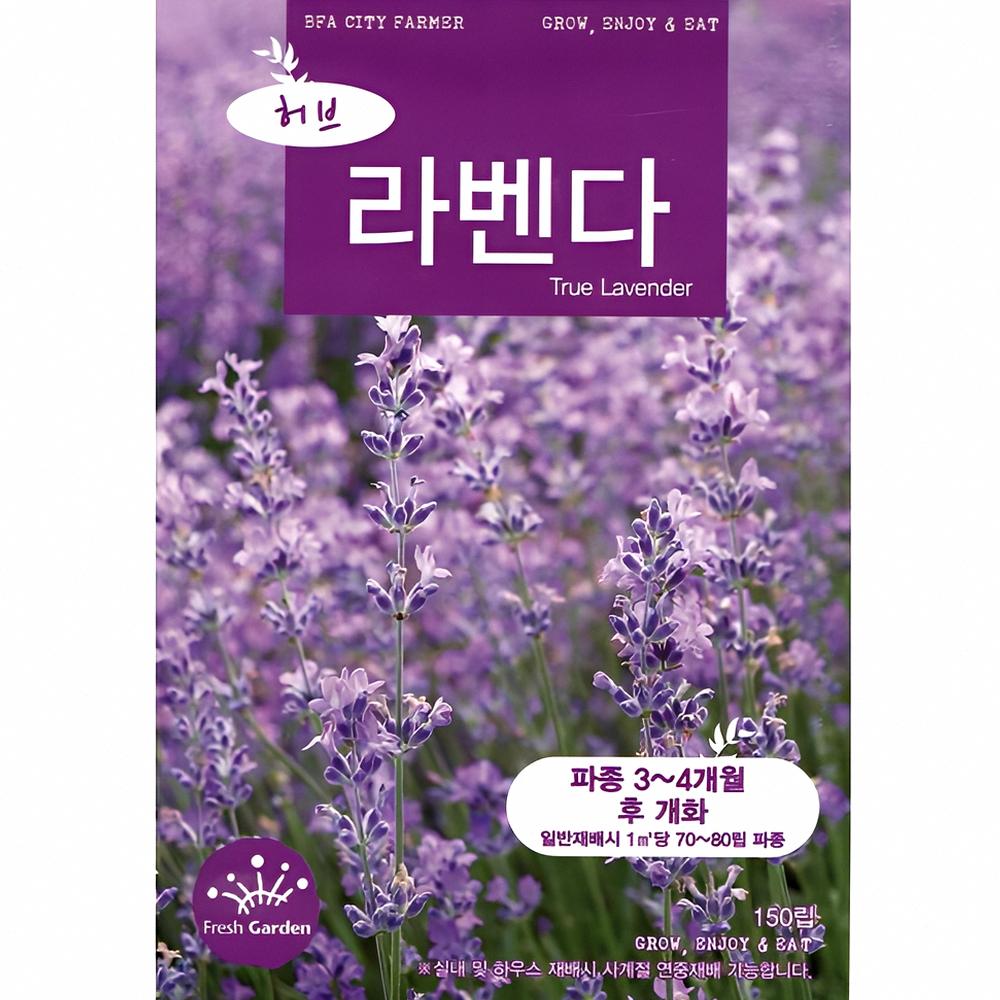 BFA CITY FARMER GROW, ENJOY & EAT
허브
라벤다
True Lavender
파종 3~4개월
후 개화
일반재배시 1㎡당 70~80립 파종
Fresh Garden
150립
GROW, ENJOY & EAT
※ 실내 및 하우스 재배시 사계절 연중재배 가능합니다.